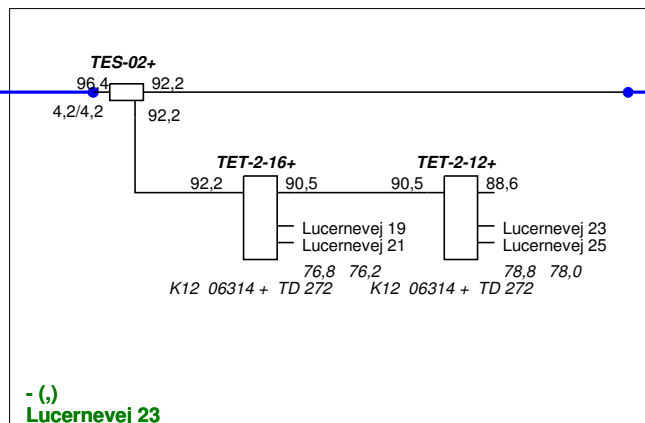 TES-02+
96,4 92,2
4,2/4,2 92,2
TET-2-16+ TET-2-12+
92,2 90,5 90,5 88,6
Lucernevej 19 Lucernevej 23
Lucernevej 21 Lucernevej 25
76,8 76,2 78,8 78,0
K12 06314 + TD 272 K12 06314 + TD 272
- (,)
Lucernevej 23